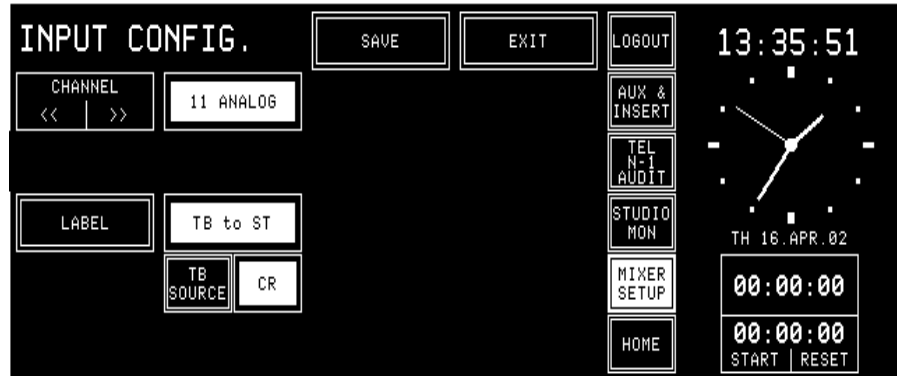 INPUT CONFIG.
SAVE
EXIT
LOGOUT
13:35:51
CHANNEL
<< | >>
11 ANALOG
AUX &
INSERT
TEL
N-1
AUDIT
LABEL
TB to ST
STUDIO
MON
TH 16.APR.02
TB
SOURCE
CR
MIXER
SETUP
00:00:00
HOME
00:00:00
START | RESET